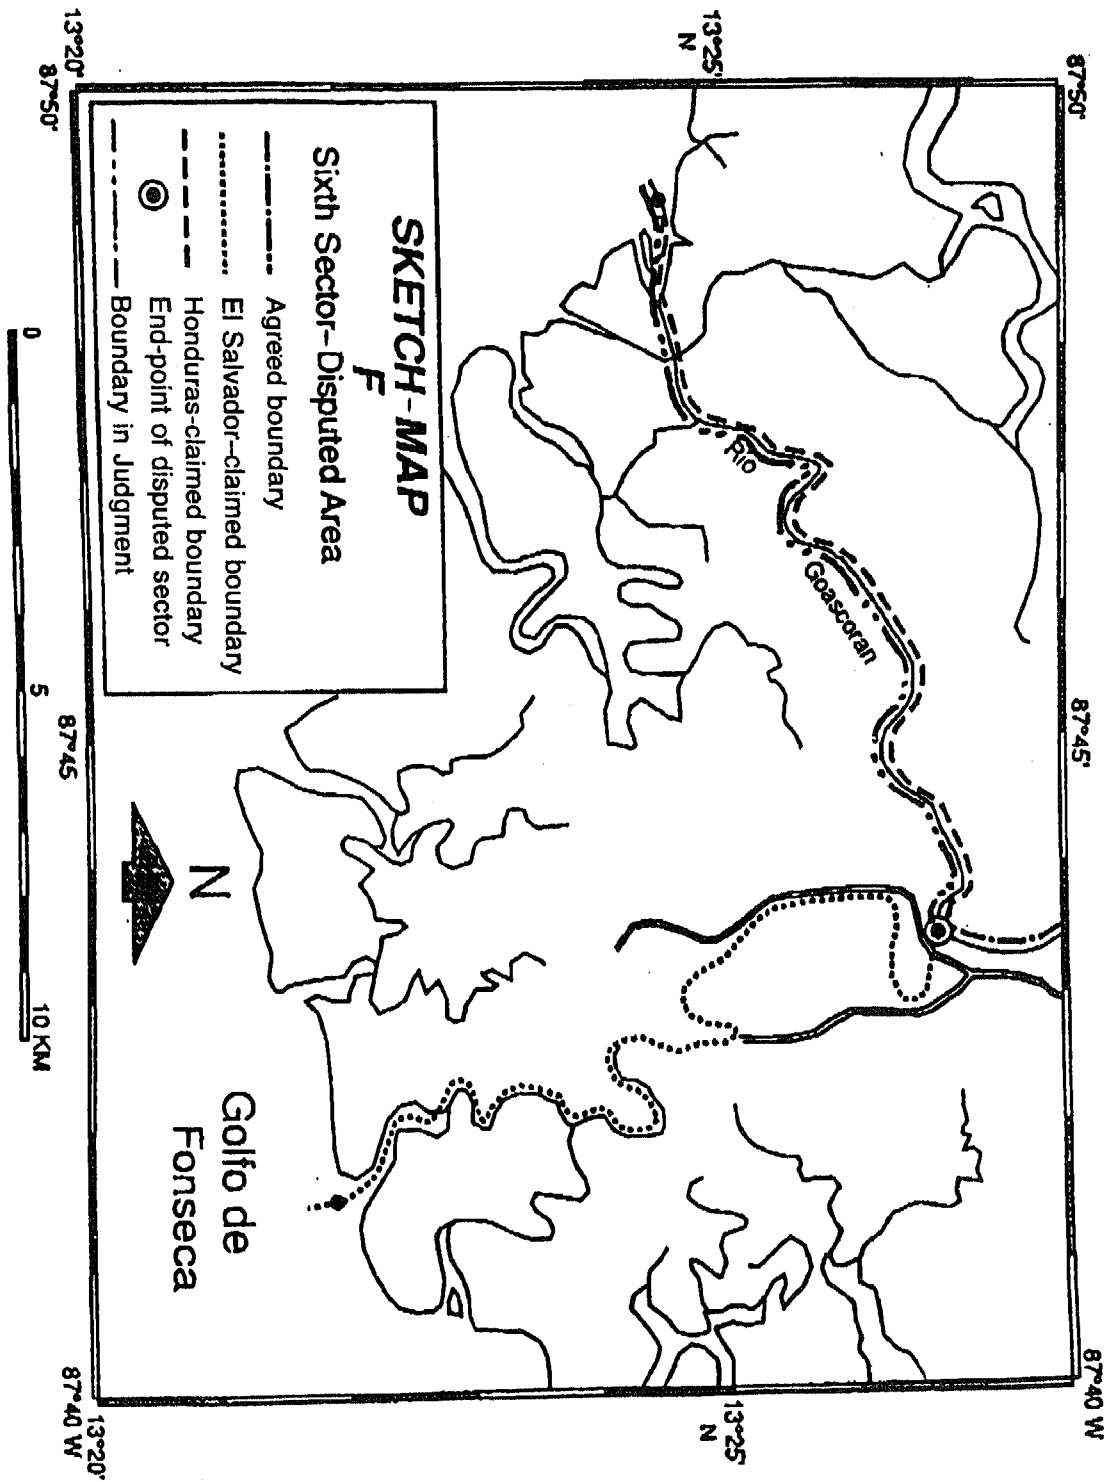 87°50'
87°45'
87°40 W
Rio
Goascoran
13°25'
N
13°25'
N
SKETCH-MAP
F
Sixth Sector–Disputed Area
Agreed boundary
El Salvador–claimed boundary
Honduras-claimed boundary
End-point of disputed sector
Boundary in Judgment
Golfo de
Fonseca
N
13°20'
13°20'
87°50'
87°45
87°40 W
0
5
10 KM